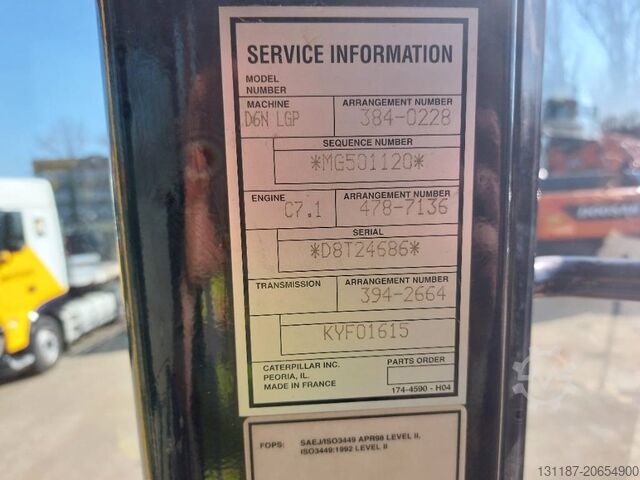 SERVICE INFORMATION
MODEL
NUMBER
MACHINE
D6N LGP
ARRANGEMENT NUMBER
384-0228
SEQUENCE NUMBER
*MG501120*
ENGINE
C7.1
ARRANGEMENT NUMBER
478-7136
SERIAL
*D8T24686*
TRANSMISSION
ARRANGEMENT NUMBER
394-2664
KYF01615
CATERPILLAR INC.
PEORIA, IL.
MADE IN FRANCE
PARTS ORDER
174-4590 - H04
FOPS: SAEJ/ISO3449 APR98 LEVEL II,
ISO3449:1992 LEVEL II
131187-20654900